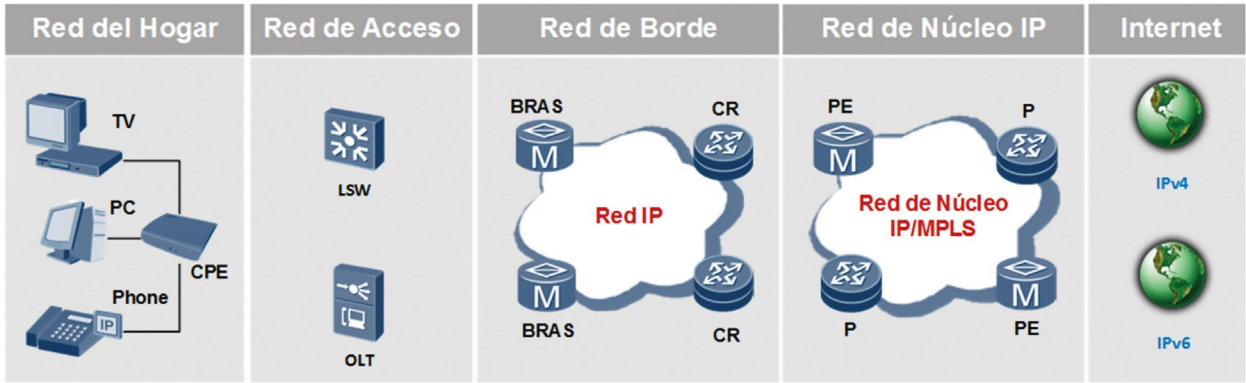 Red del Hogar
Red de Acceso
Red de Borde
Red de Núcleo IP
Internet
TV
PC
CPE
Phone
IP
LSW
OLT
BRAS
CR
M
Red IP
M
BRAS
CR
PE
P
M
Red de Núcleo
IP/MPLS
M
P
PE
IPv4
IPv6